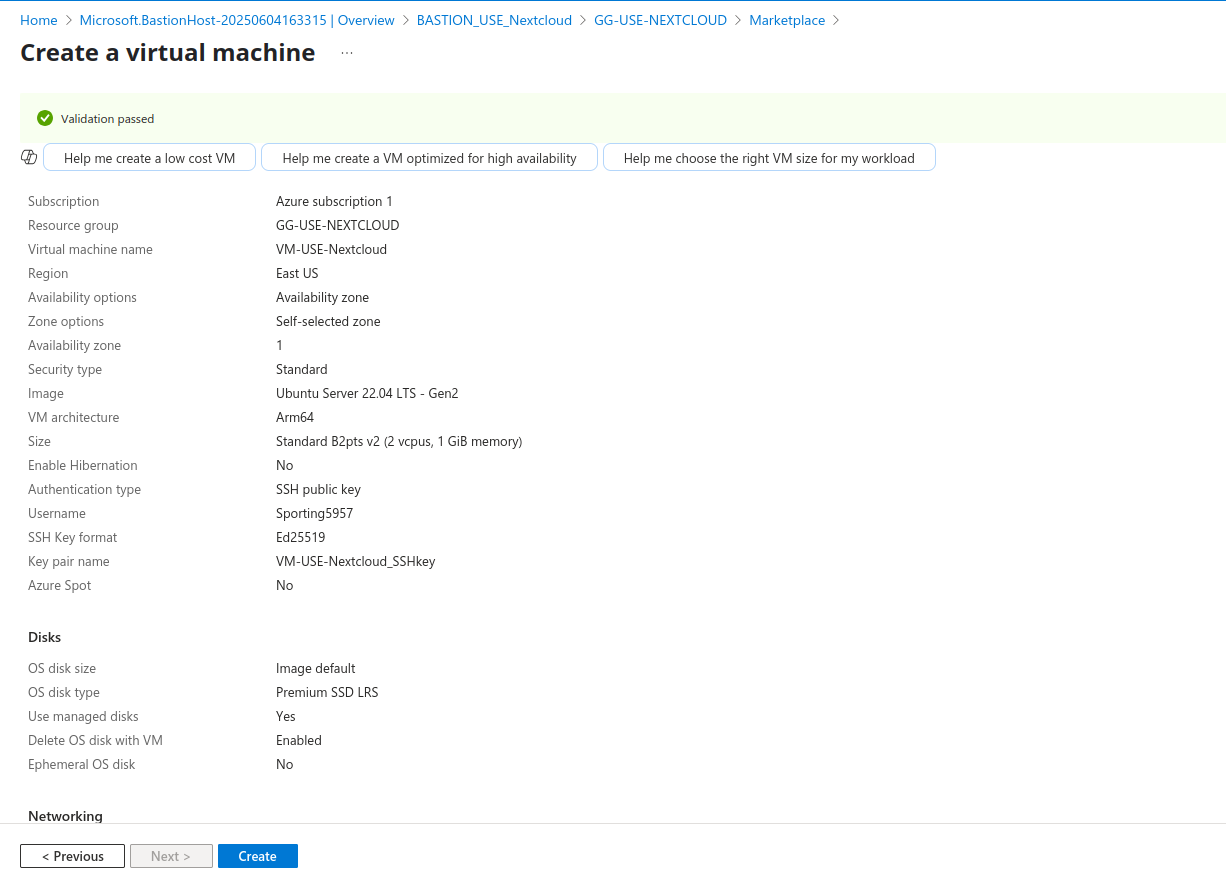 Home > Microsoft.BastionHost-20250604163315 | Overview > BASTION_USE_Nextcloud > GG-USE-NEXTCLOUD > Marketplace >
Create a virtual machine ...
Validation passed
Help me create a low cost VM Help me create a VM optimized for high availability Help me choose the right VM size for my workload
Subscription Azure subscription 1
Resource group GG-USE-NEXTCLOUD
Virtual machine name VM-USE-Nextcloud
Region East US
Availability options Availability zone
Zone options Self-selected zone
Availability zone 1
Security type Standard
Image Ubuntu Server 22.04 LTS - Gen2
VM architecture Arm64
Size Standard B2pts v2 (2 vcpus, 1 GiB memory)
Enable Hibernation No
Authentication type SSH public key
Username Sporting5957
SSH Key format Ed25519
Key pair name VM-USE-Nextcloud_SSHkey
Azure Spot No
Disks
OS disk size Image default
OS disk type Premium SSD LRS
Use managed disks Yes
Delete OS disk with VM Enabled
Ephemeral OS disk No
Networking
< Previous Next > Create